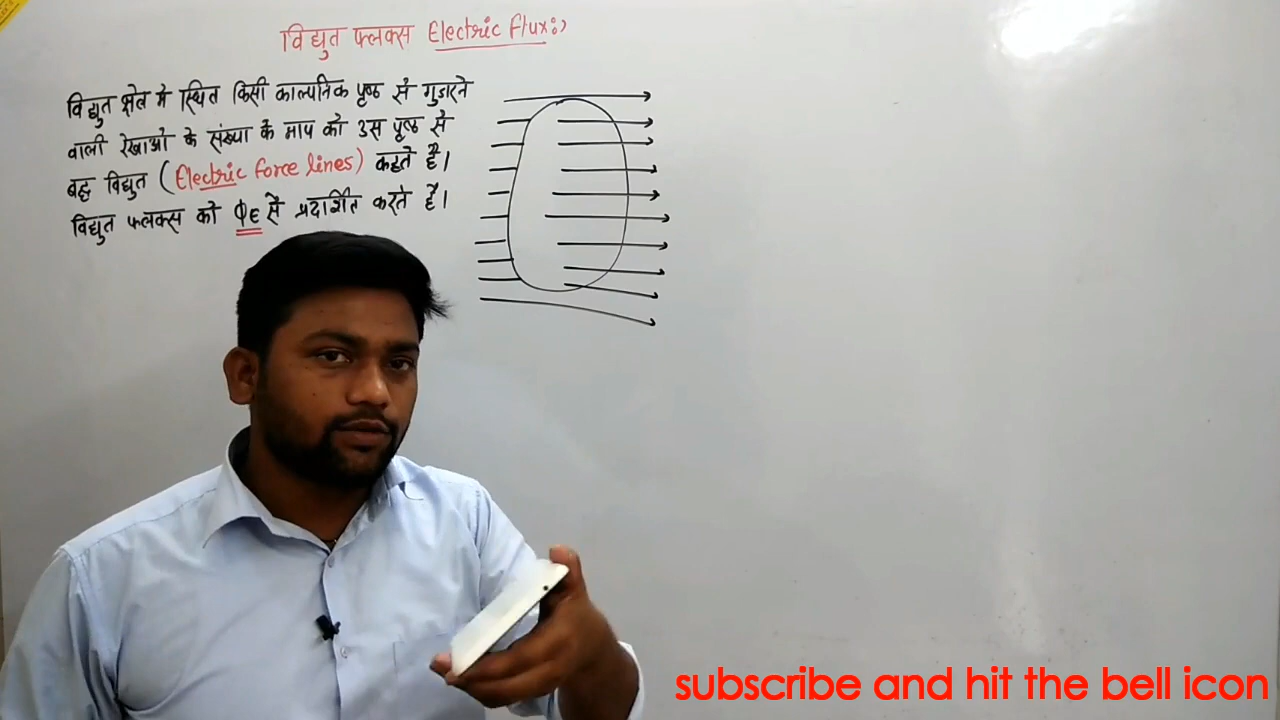 विद्युत फ्लक्स Electric flux:→
विद्युत क्षेत्र मे स्थित किसी काल्पनिक पृष्ठ से गुजरने
वाली रेखाओ के संख्या के माप को उस पृष्ठ से
बद्ध विद्युत (Electric force lines) कहते है।
विद्युत फ्लक्स को ΦE से प्रदर्शित करते है।
subscribe and hit the bell icon